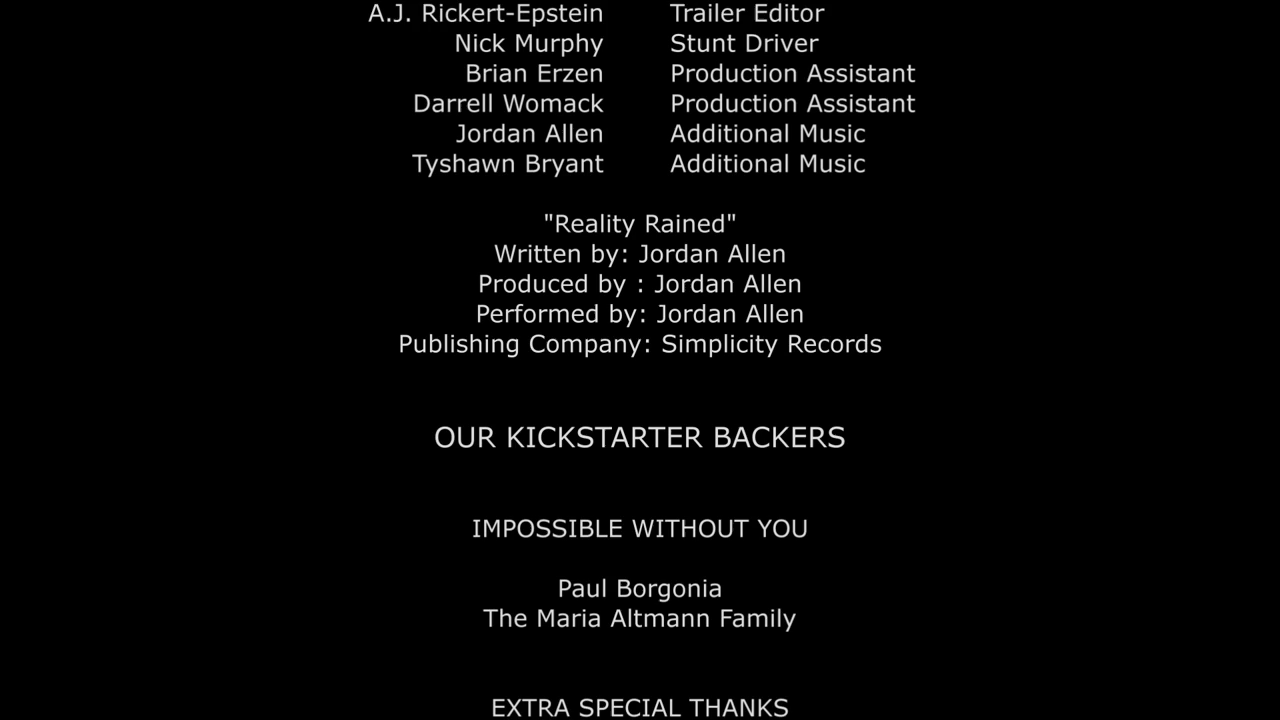 A.J. Rickert-Epstein Trailer Editor
Nick Murphy Stunt Driver
Brian Erzen Production Assistant
Darrell Womack Production Assistant
Jordan Allen Additional Music
Tyshawn Bryant Additional Music
"Reality Rained"
Written by: Jordan Allen
Produced by : Jordan Allen
Performed by: Jordan Allen
Publishing Company: Simplicity Records
OUR KICKSTARTER BACKERS
IMPOSSIBLE WITHOUT YOU
Paul Borgonia
The Maria Altmann Family
EXTRA SPECIAL THANKS